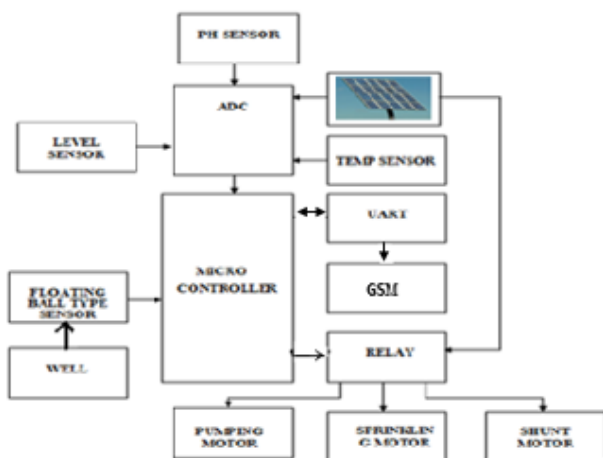 PH SENSOR
ADC
LEVEL
SENSOR
TEMP SENSOR
UART
MICRO
CONTROLLER
FLOATING
BALL TYPE
SENSOR
GSM
WELL
RELAY
PUMPING
MOTOR
SPRINKLIN
G MOTOR
SHUNT
MOTOR